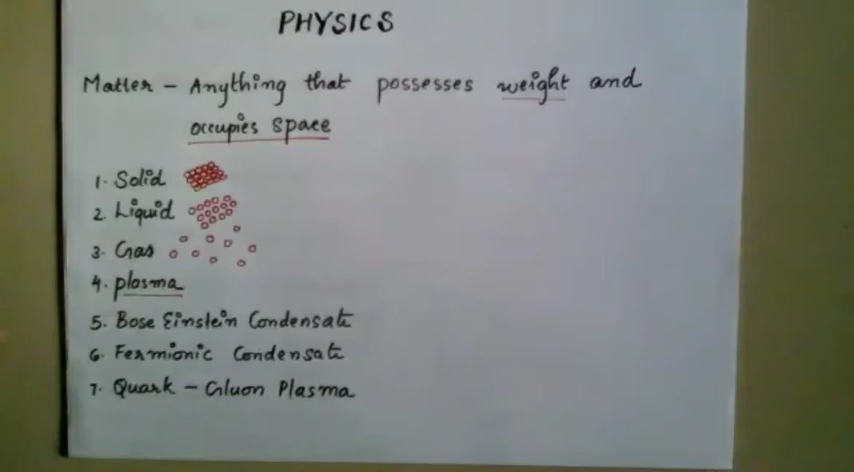 PHYSICS
Matter - Anything that possesses weight and
occupies space
1. Solid
2. Liquid
3. Gas
4. plasma
5. Bose Einstein Condensate
6. Fermionic Condensate
7. Quark - Gluon Plasma